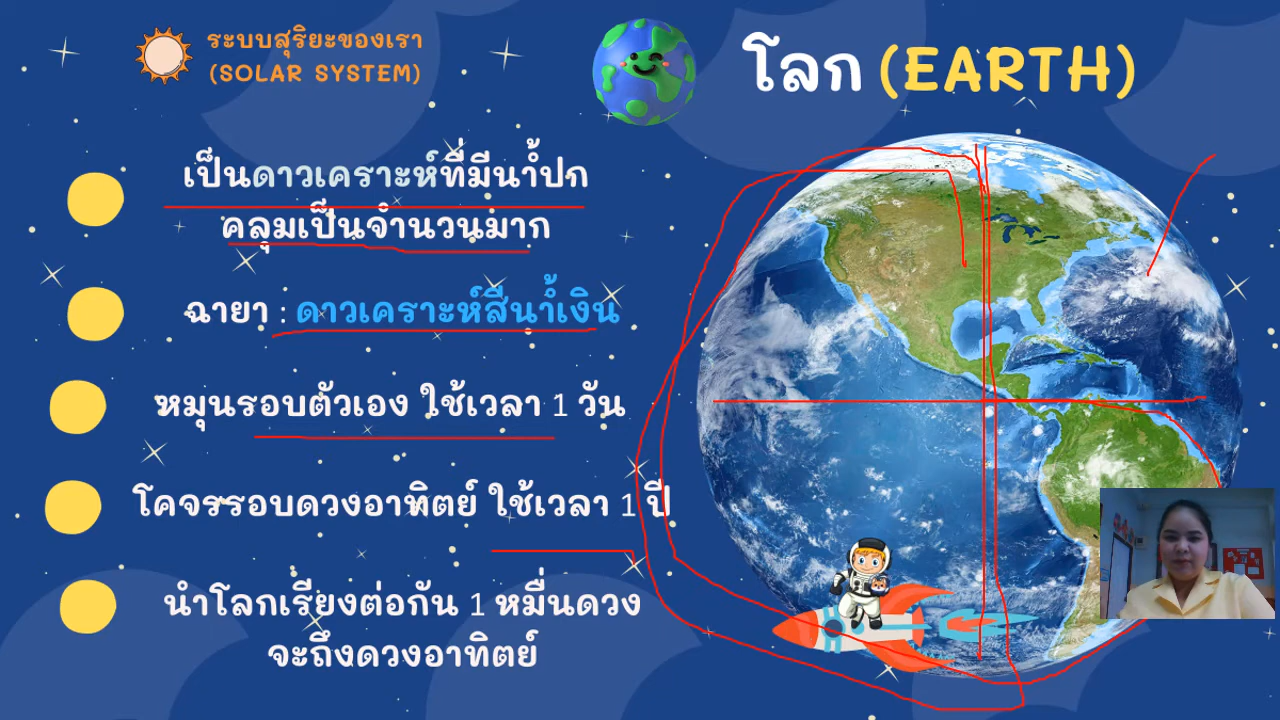 ระบบสุริยะของเรา
(SOLAR SYSTEM)
โลก (EARTH)
เป็นดาวเคราะห์ที่มีน้ำปก
คลุมเป็นจำนวนมาก
ฉายา : ดาวเคราะห์สีน้ำเงิน
หมุนรอบตัวเอง ใช้เวลา 1 วัน
โคจรรอบดวงอาทิตย์ ใช้เวลา 1 ปี
นำโลกเรียงต่อกัน 1 หมื่นดวง
จะถึงดวงอาทิตย์